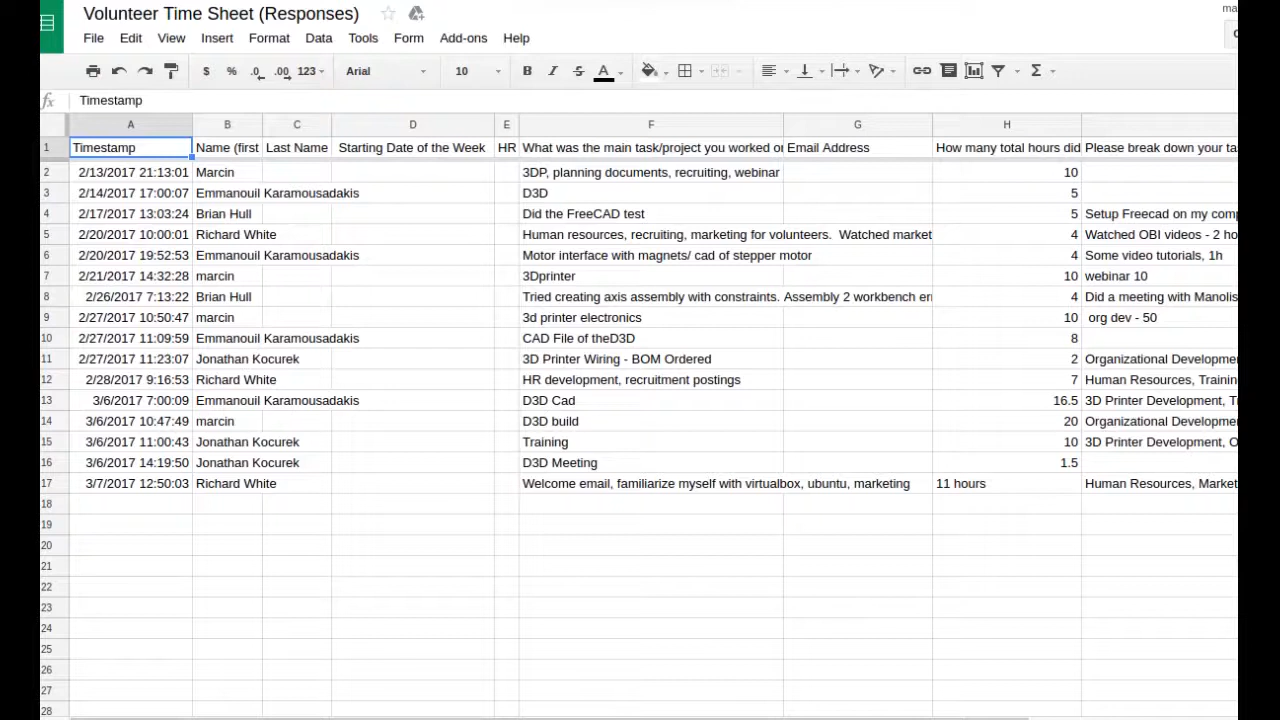 Volunteer Time Sheet (Responses)
File Edit View Insert Format Data Tools Form Add-ons Help
$ % .0 .00 123 Arial 10 B I S A Σ
fx Timestamp
A B C D E F G H
1 Timestamp Name (first Last Name Starting Date of the Week HR What was the main task/project you worked or Email Address How many total hours did Please break down your ta
2 2/13/2017 21:13:01 Marcin 3DP, planning documents, recruiting, webinar 10
3 2/14/2017 17:00:07 Emmanouil Karamousadakis D3D 5
4 2/17/2017 13:03:24 Brian Hull Did the FreeCAD test 5 Setup Freecad on my comp
5 2/20/2017 10:00:01 Richard White Human resources, recruiting, marketing for volunteers. Watched market 4 Watched OBI videos - 2 ho
6 2/20/2017 19:52:53 Emmanouil Karamousadakis Motor interface with magnets/ cad of stepper motor 4 Some video tutorials, 1h
7 2/21/2017 14:32:28 marcin 3Dprinter 10 webinar 10
8 2/26/2017 7:13:22 Brian Hull Tried creating axis assembly with constraints. Assembly 2 workbench err 4 Did a meeting with Manolis
9 2/27/2017 10:50:47 marcin 3d printer electronics 10 org dev - 50
10 2/27/2017 11:09:59 Emmanouil Karamousadakis CAD File of theD3D 8
11 2/27/2017 11:23:07 Jonathan Kocurek 3D Printer Wiring - BOM Ordered 2 Organizational Developme
12 2/28/2017 9:16:53 Richard White HR development, recruitment postings 7 Human Resources, Trainin
13 3/6/2017 7:00:09 Emmanouil Karamousadakis D3D Cad 16.5 3D Printer Development, T
14 3/6/2017 10:47:49 marcin D3D build 20 Organizational Developme
15 3/6/2017 11:00:43 Jonathan Kocurek Training 10 3D Printer Development, O
16 3/6/2017 14:19:50 Jonathan Kocurek D3D Meeting 1.5
17 3/7/2017 12:50:03 Richard White Welcome email, familiarize myself with virtualbox, ubuntu, marketing 11 hours Human Resources, Market
18
19
20
21
22
23
24
25
26
27
28